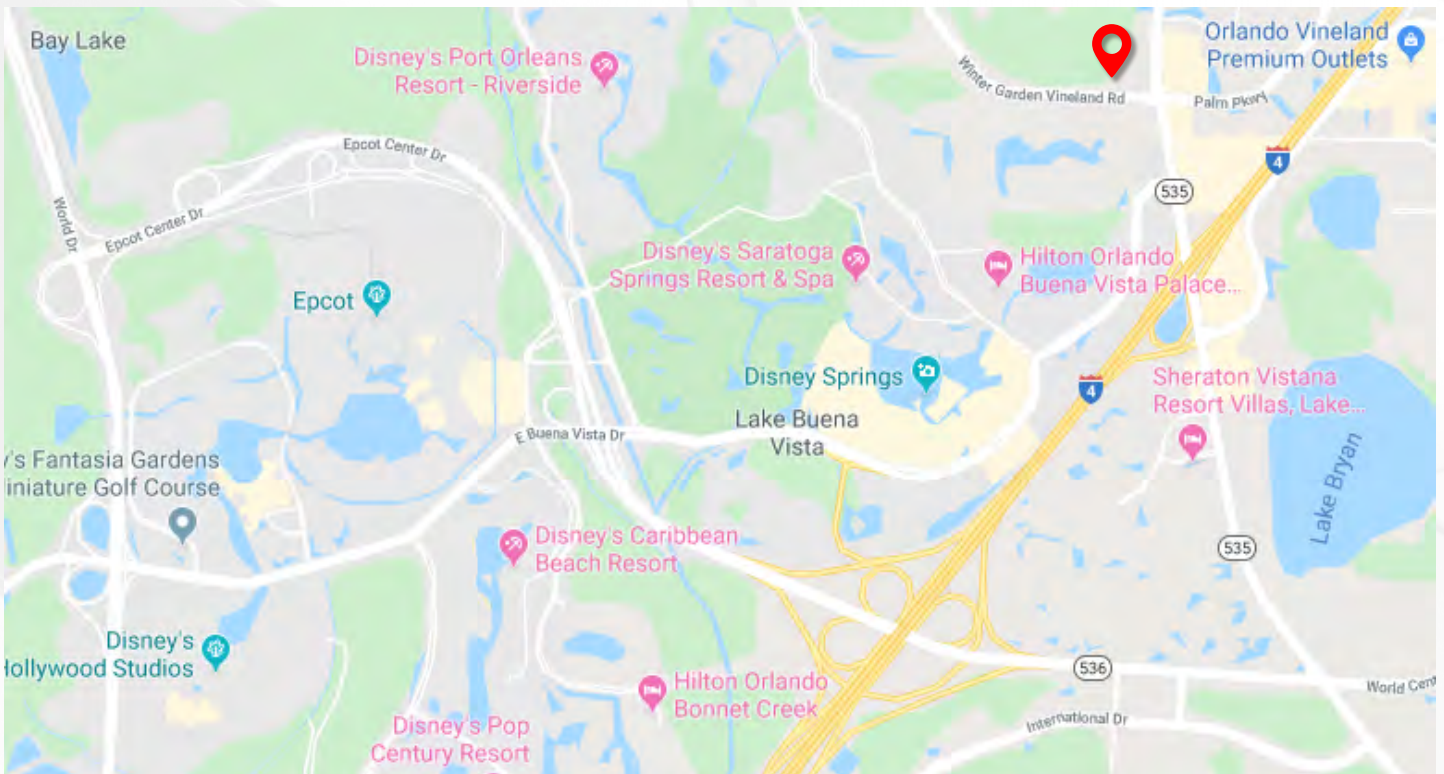 Bay Lake
Disney's Port Orleans
Resort - Riverside
Winter Garden Vineland Rd
Orlando Vineland
Premium Outlets
Palm Pkwy
4
Epcot Center Dr
535
World Dr
Epcot Center Dr
Disney's Saratoga
Springs Resort & Spa
Hilton Orlando
Buena Vista Palace...
Epcot
Disney Springs
4
Sheraton Vistana
Resort Villas, Lake...
Lake Buena
Vista
E Buena Vista Dr
y's Fantasia Gardens
iniature Golf Course
Lake Bryan
Disney's Caribbean
Beach Resort
535
Disney's
Hollywood Studios
536
Hilton Orlando
Bonnet Creek
World Cent
International Dr
Disney's Pop
Century Resort